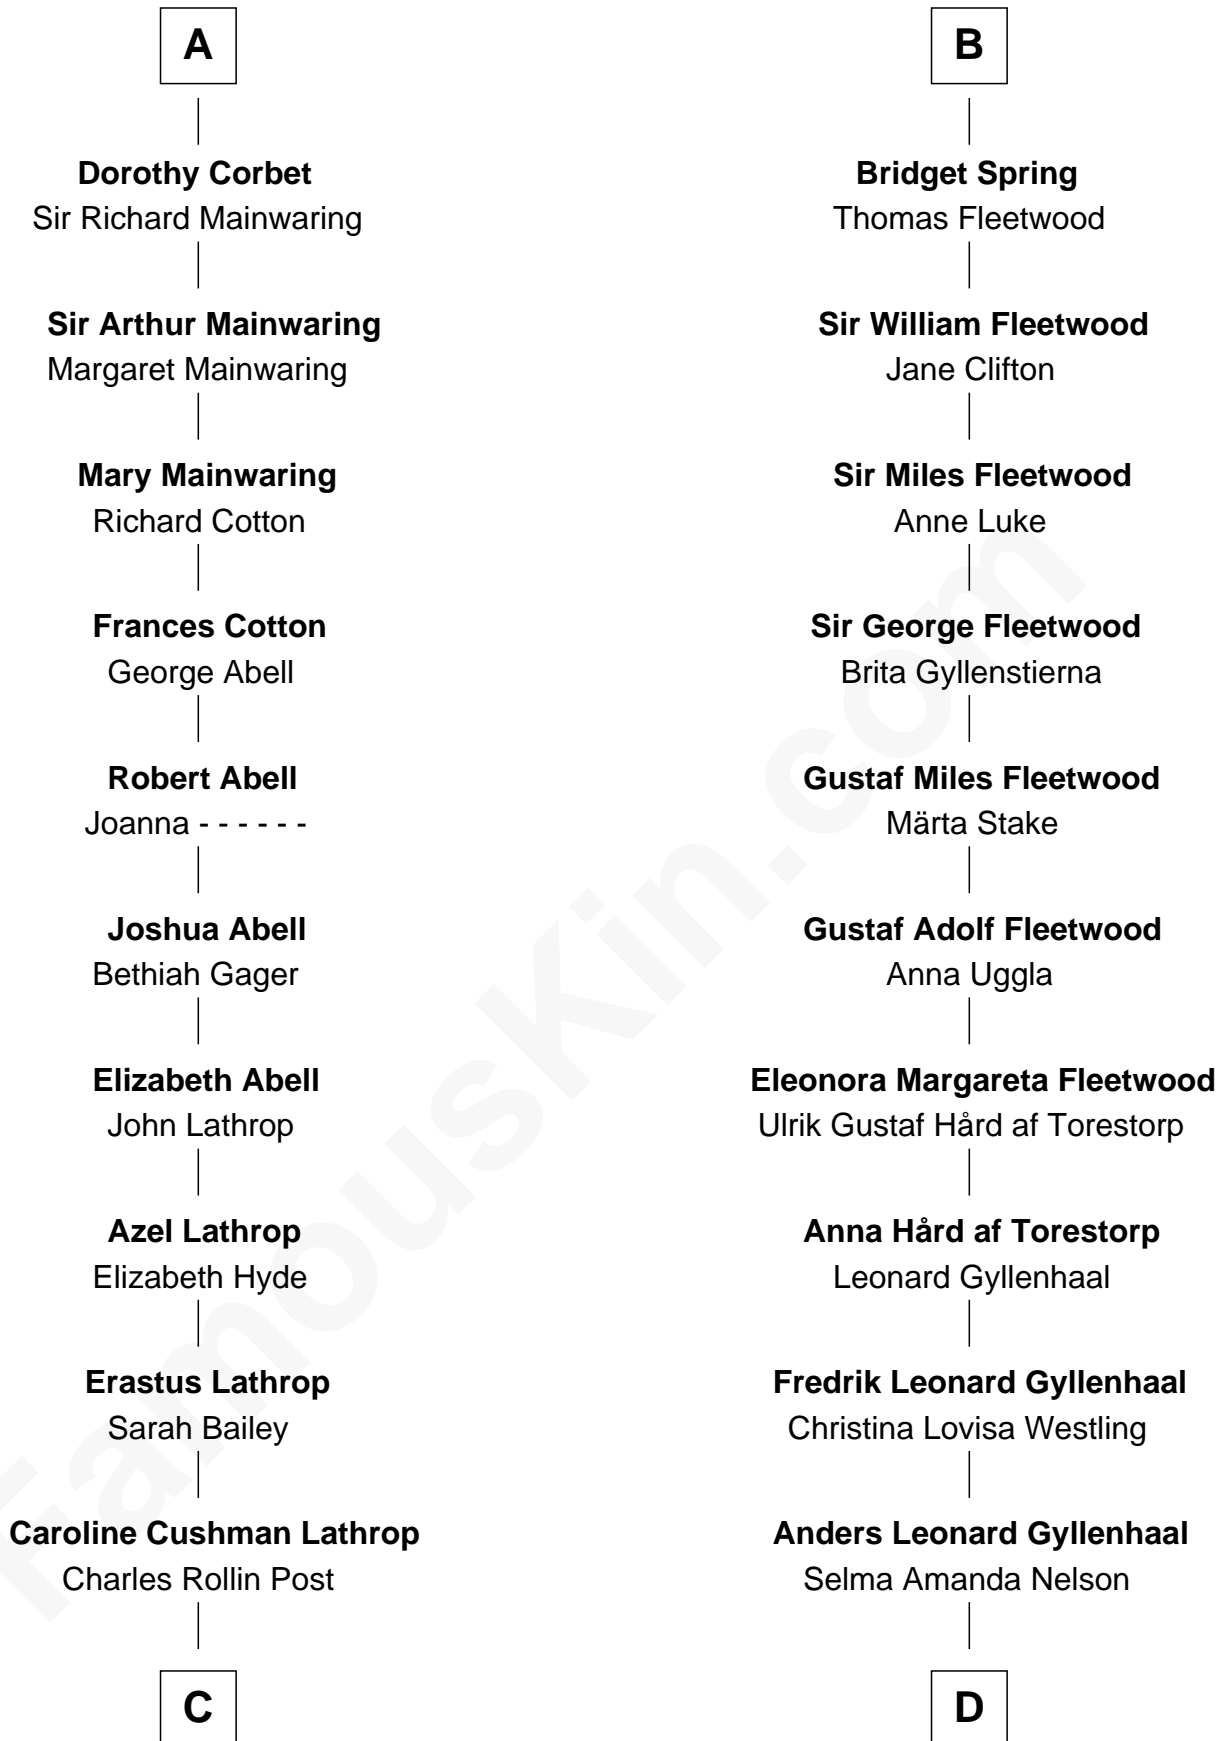 A
Dorothy Corbet
Sir Richard Mainwaring
Sir Arthur Mainwaring
Margaret Mainwaring
Mary Mainwaring
Richard Cotton
Frances Cotton
George Abell
Robert Abell
Joanna - - - - - -
Joshua Abell
Bethiah Gager
Elizabeth Abell
John Lathrop
Azel Lathrop
Elizabeth Hyde
Erastus Lathrop
Sarah Bailey
Caroline Cushman Lathrop
Charles Rollin Post
C
B
Bridget Spring
Thomas Fleetwood
Sir William Fleetwood
Jane Clifton
Sir Miles Fleetwood
Anne Luke
Sir George Fleetwood
Brita Gyllenstierna
Gustaf Miles Fleetwood
Märta Stake
Gustaf Adolf Fleetwood
Anna Uggla
Eleonora Margareta Fleetwood
Ulrik Gustaf Hård af Torestorp
Anna Hård af Torestorp
Leonard Gyllenhaal
Fredrik Leonard Gyllenhaal
Christina Lovisa Westling
Anders Leonard Gyllenhaal
Selma Amanda Nelson
D
FamousKin.com